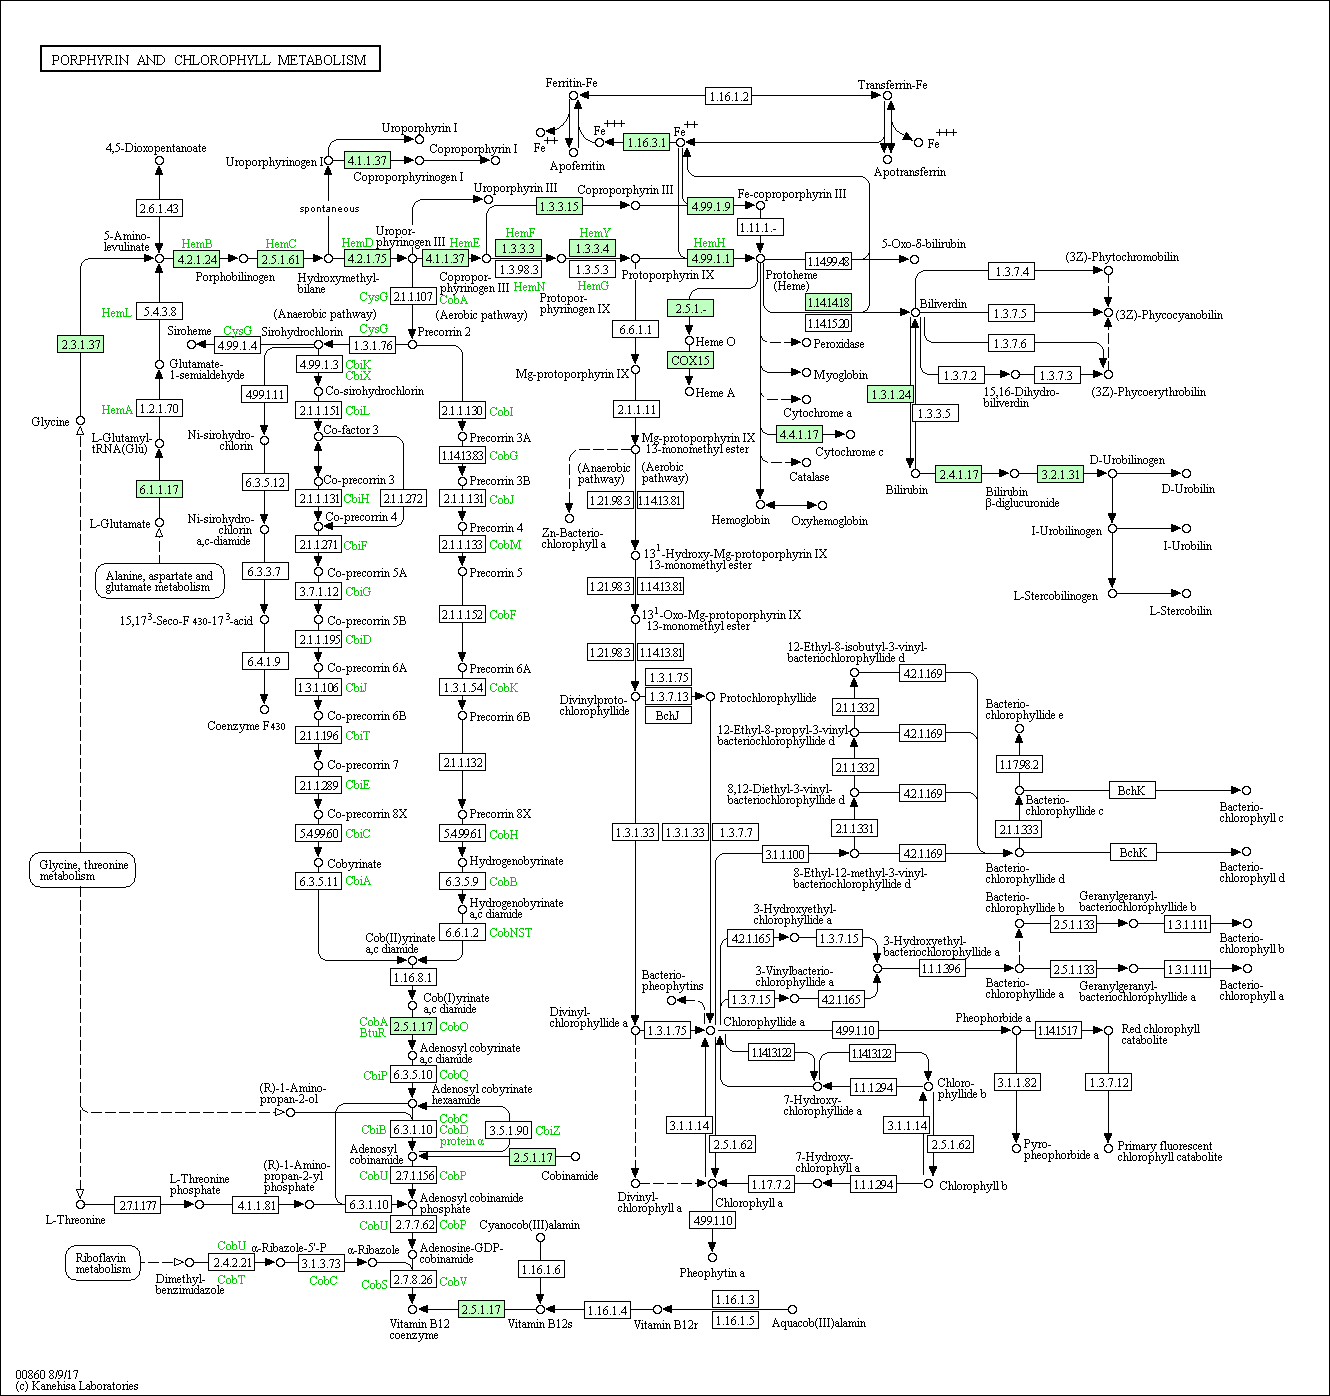 PORPHYRIN AND CHLOROPHYLL METABOLISM
Ferritin-Fe
1.16.1.2
Transferrin-Fe
Fe++
Fe+++
1.16.3.1
Fe++
Fe+++
Apoferritin
Apotransferrin
Uroporphyrin I
4,5-Dioxopentanoate
Uroporphyrinogen I
4.1.1.37
Coproporphyrin I
Coproporphyrinogen I
2.6.1.43
spontaneous
Uroporphyrin III
Coproporphyrin III
Fe-coproporphyrin III
1.3.3.15
4.99.1.9
1.11.1.-
5-Amino-
levulinate
HemB
4.2.1.24
Porphobilinogen
HemC
2.5.1.61
Hydroxymethyl-
bilane
HemD
4.2.1.75
Uropor-
phyrinogen III
HemE
4.1.1.37
Copropor-
phyrinogen III
HemF
1.3.3.3
1.3.98.3
HemN
Protopor-
phyrinogen IX
HemY
1.3.3.4
1.3.5.3
HemG
Protoporphyrin IX
HemH
4.99.1.1
Protoheme
(Heme)
1.14.99.48
5-Oxo-δ-bilirubin
1.14.14.18
1.14.15.20
Biliverdin
1.3.7.4
(3Z)-Phytochromobilin
1.3.7.5
(3Z)-Phycocyanobilin
1.3.7.6
1.3.7.2
15,16-Dihydro-
biliverdin
1.3.7.3
(3Z)-Phycoerythrobilin
1.3.1.24
1.3.3.5
Bilirubin
2.4.1.17
Bilirubin
β-diglucuronide
3.2.1.31
D-Urobilinogen
D-Urobilin
I-Urobilinogen
I-Urobilin
L-Stercobilinogen
L-Stercobilin
2.5.1.-
Heme O
COX15
Heme A
Peroxidase
Myoglobin
Cytochrome a
4.4.1.17
Cytochrome c
Catalase
Hemoglobin
Oxyhemoglobin
HemL
5.4.3.8
2.3.1.37
Glutamate-
1-semialdehyde
HemA
1.2.1.70
Glycine
L-Glutamyl-
tRNA(Glu)
6.1.1.17
L-Glutamate
Alanine, aspartate and
glutamate metabolism
CysG
2.1.1.107
CobA
(Anaerobic pathway)
(Aerobic pathway)
Siroheme
CysG
4.99.1.4
Sirohydrochlorin
CysG
1.3.1.76
Precorrin 2
4.99.1.3
CbiK
CbiX
Co-sirohydrochlorin
4.99.1.11
2.1.1.151
CbiL
Ni-sirohydro-
chlorin
Co-factor 3
6.3.5.12
Co-precorrin 3
2.1.1.131
CbiH
2.1.1.272
Ni-sirohydro-
chlorin
a,c-diamide
Co-precorrin 4
2.1.1.271
CbiF
6.3.3.7
Co-precorrin 5A
3.7.1.12
CbiG
15,17³-Seco-F 430-17³-acid
Co-precorrin 5B
2.1.1.195
CbiD
6.4.1.9
Co-precorrin 6A
1.3.1.106
CbiJ
Coenzyme F430
Co-precorrin 6B
2.1.1.196
CbiT
Co-precorrin 7
2.1.1.289
CbiE
Co-precorrin 8X
5.4.99.60
CbiC
Cobyrinate
6.3.5.11
CbiA
2.1.1.130
CobI
Precorrin 3A
1.14.13.83
CobG
Precorrin 3B
2.1.1.131
CobJ
Precorrin 4
2.1.1.133
CobM
Precorrin 5
2.1.1.152
CobF
Precorrin 6A
1.3.1.54
CobK
Precorrin 6B
2.1.1.132
Precorrin 8X
5.4.99.61
CobH
Hydrogenobyrinate
6.3.5.9
CobB
Hydrogenobyrinate
a,c diamide
6.6.1.2
CobNST
Cob(II)yrinate
a,c diamide
1.16.8.1
Cob(I)yrinate
a,c diamide
CobA
BtuR
2.5.1.17
CobO
Adenosyl cobyrinate
a,c diamide
CbiP
6.3.5.10
CobQ
Adenosyl cobyrinate
hexaamide
(R)-1-Amino-
propan-2-ol
CbiB
6.3.1.10
CobC
CobD
protein α
3.5.1.90
CbiZ
Adenosyl
cobinamide
2.5.1.17
Cobinamide
CobU
2.7.1.156
CobP
Glycine, threonine
metabolism
L-Threonine
2.7.1.177
L-Threonine
phosphate
4.1.1.81
(R)-1-Amino-
propan-2-yl
phosphate
6.3.1.10
Adenosyl cobinamide
phosphate
CobU
2.7.7.62
CobP
Adenosine-GDP-
cobinamide
Riboflavin
metabolism
Dimethyl-
benzimidazole
CobU
2.4.2.21
CobT
α-Ribazole-5'-P
3.1.3.73
CobC
α-Ribazole
CobS
2.7.8.26
CobV
Cyanocob(III)alamin
1.16.1.6
Vitamin B12
coenzyme
2.5.1.17
Vitamin B12s
1.16.1.4
Vitamin B12r
1.16.1.3
1.16.1.5
Aquacob(III)alamin
6.6.1.1
Mg-protoporphyrin IX
2.1.1.11
Mg-protoporphyrin IX
13-monomethyl ester
(Anaerobic
pathway)
(Aerobic
pathway)
1.21.98.3
1.14.13.81
Zn-Bacterio-
chlorophyll a
13¹-Hydroxy-Mg-protoporphyrin IX
13-monomethyl ester
1.21.98.3
1.14.13.81
13¹-Oxo-Mg-protoporphyrin IX
13-monomethyl ester
1.21.98.3
1.14.13.81
Divinylproto-
chlorophyllide
1.3.1.75
1.3.7.13
BchJ
Protochlorophyllide
1.3.1.33
1.3.1.33
1.3.7.7
12-Ethyl-8-isobutyl-3-vinyl-
bacteriochlorophyllide d
4.2.1.169
2.1.1.332
12-Ethyl-8-propyl-3-vinyl-
bacteriochlorophyllide d
4.2.1.169
2.1.1.332
8,12-Diethyl-3-vinyl-
bacteriochlorophyllide d
4.2.1.169
2.1.1.331
3.1.1.100
8-Ethyl-12-methyl-3-vinyl-
bacteriochlorophyllide d
4.2.1.169
Bacterio-
chlorophyllide e
1.17.98.2
Bacterio-
chlorophyllide c
BchK
Bacterio-
chlorophyll c
2.1.1.333
Bacterio-
chlorophyllide d
BchK
Bacterio-
chlorophyll d
3-Hydroxyethyl-
chlorophyllide a
4.2.1.165
1.3.7.15
3-Hydroxyethyl-
bacteriochlorophyllide a
3-Vinylbacterio-
chlorophyllide a
1.3.7.15
4.2.1.165
1.1.1.396
Bacterio-
chlorophyllide b
2.5.1.133
Geranylgeranyl-
bacteriochlorophyllide b
1.3.1.111
Bacterio-
chlorophyll b
Bacterio-
chlorophyllide a
2.5.1.133
Geranylgeranyl-
bacteriochlorophyllide a
1.3.1.111
Bacterio-
chlorophyll a
Bacterio-
pheophytins
Divinyl-
chlorophyllide a
1.3.1.75
Chlorophyllide a
4.99.1.10
Pheophorbide a
1.14.15.17
Red chlorophyll
catabolite
1.14.13.122
1.14.13.122
7-Hydroxy-
chlorophyllide a
1.1.1.294
Chloro-
phyllide b
3.1.1.82
1.3.7.12
Pyro-
pheophorbide a
Primary fluorescent
chlorophyll catabolite
3.1.1.14
2.5.1.62
3.1.1.14
2.5.1.62
Divinyl-
chlorophyll a
Chlorophyll a
1.17.7.2
7-Hydroxy-
chlorophyll a
1.1.1.294
Chlorophyll b
4.99.1.10
Pheophytin a
00860 8/9/17
(c) Kanehisa Laboratories